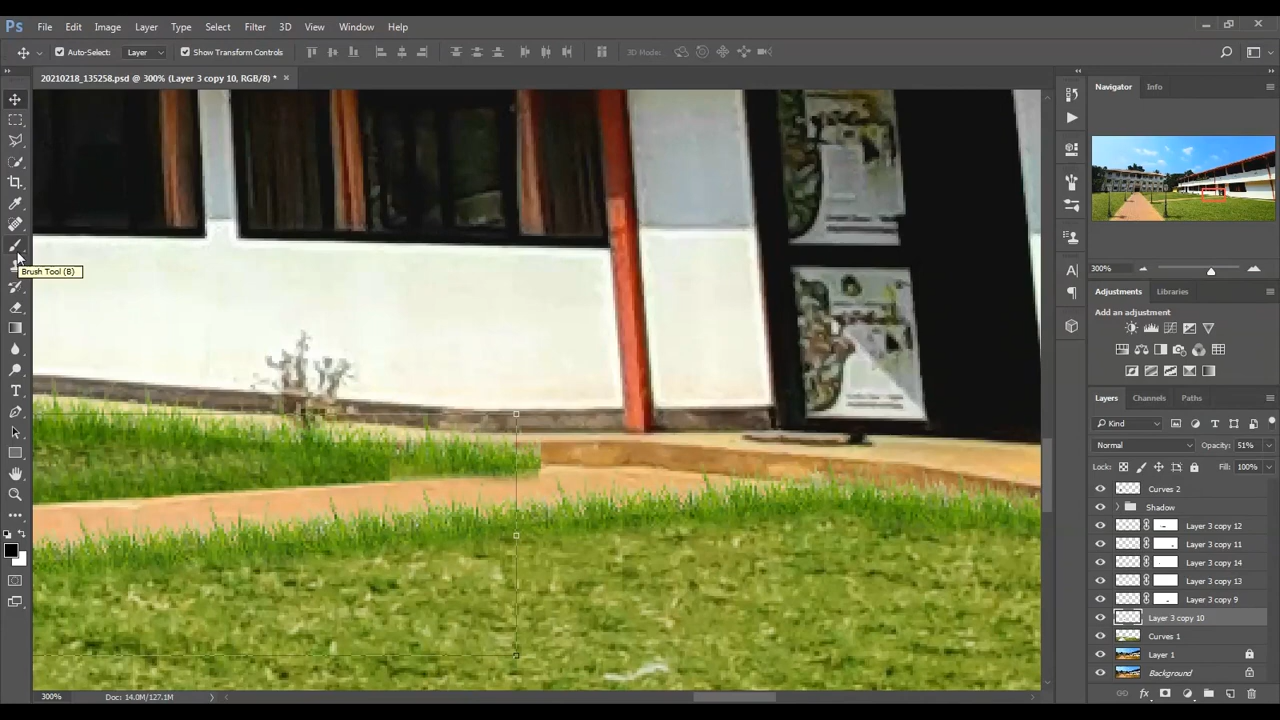 Ps File Edit Image Layer Type Select Filter 3D View Window Help
Auto-Select: Layer Show Transform Controls 3D Mode:
20210218_135258.psd @ 300% (Layer 3 copy 10, RGB/8) *
Navigator Info
Brush Tool (B)
300%
Adjustments Libraries
Add an adjustment
Layers Channels Paths
Kind
Normal Opacity: 51%
Lock: Fill: 100%
Curves 2
Shadow
Layer 3 copy 12
Layer 3 copy 11
Layer 3 copy 14
Layer 3 copy 13
Layer 3 copy 9
Layer 3 copy 10
Curves 1
Layer 1
Background
300% Doc: 14.0M/127.1M